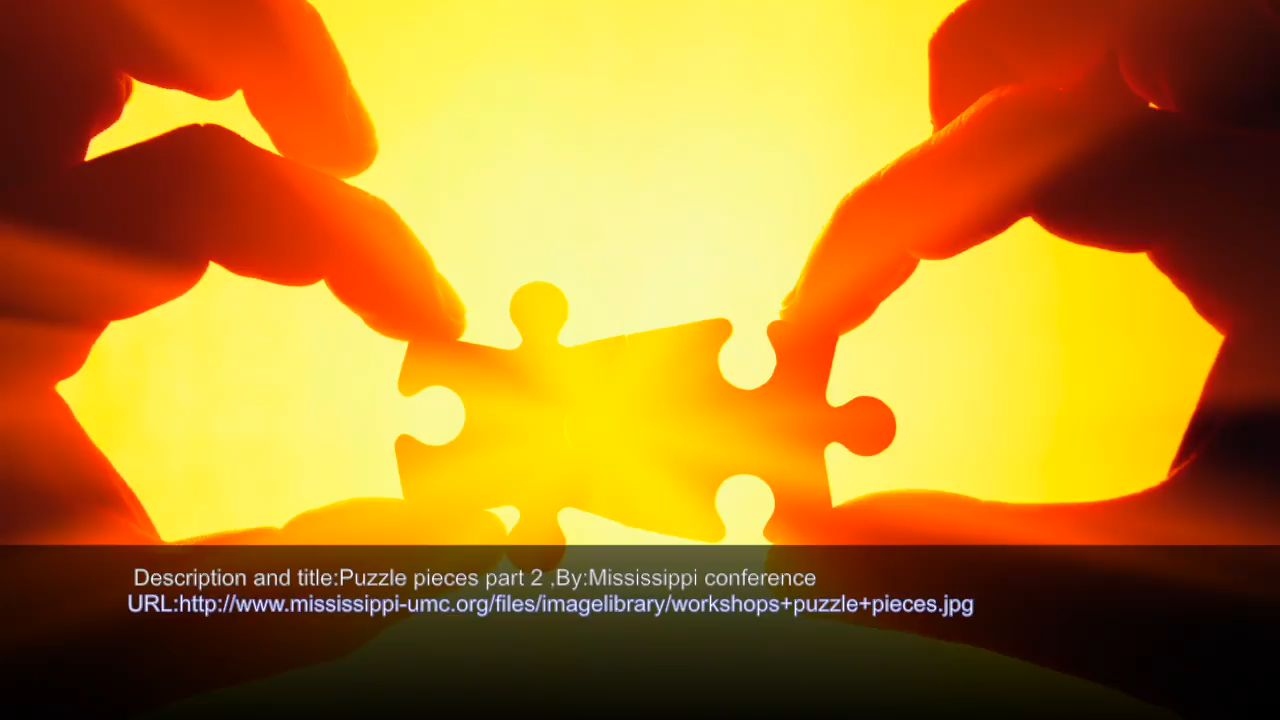 Description and title:Puzzle pieces part 2 ,By:Mississippi conference
URL:http://www.mississippi-umc.org/files/imagelibrary/workshops+puzzle+pieces.jpg